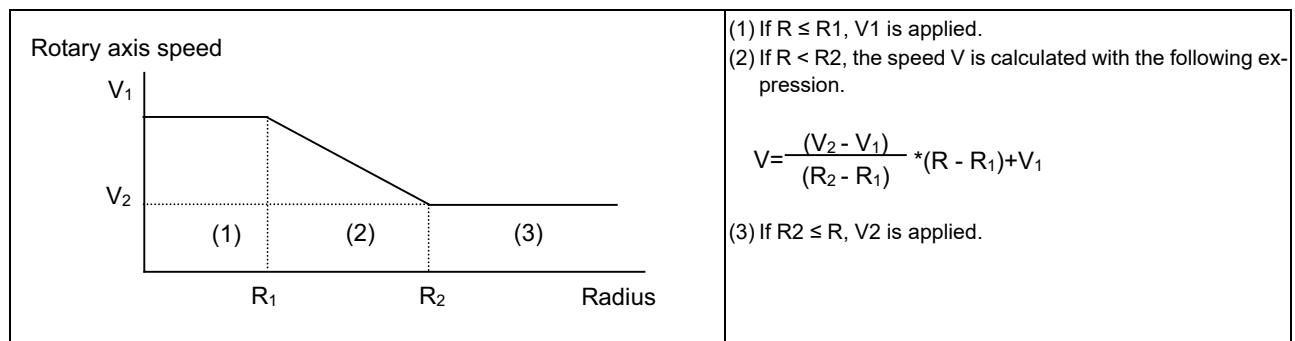 Rotary axis speed
V1
V2
(1)
(2)
(3)
R1
R2
Radius
(1) If R ≤ R1, V1 is applied.
(2) If R < R2, the speed V is calculated with the following ex-
pression.
(V2 - V1)
V= *(R - R1)+V1
(R2 - R1)
(3) If R2 ≤ R, V2 is applied.